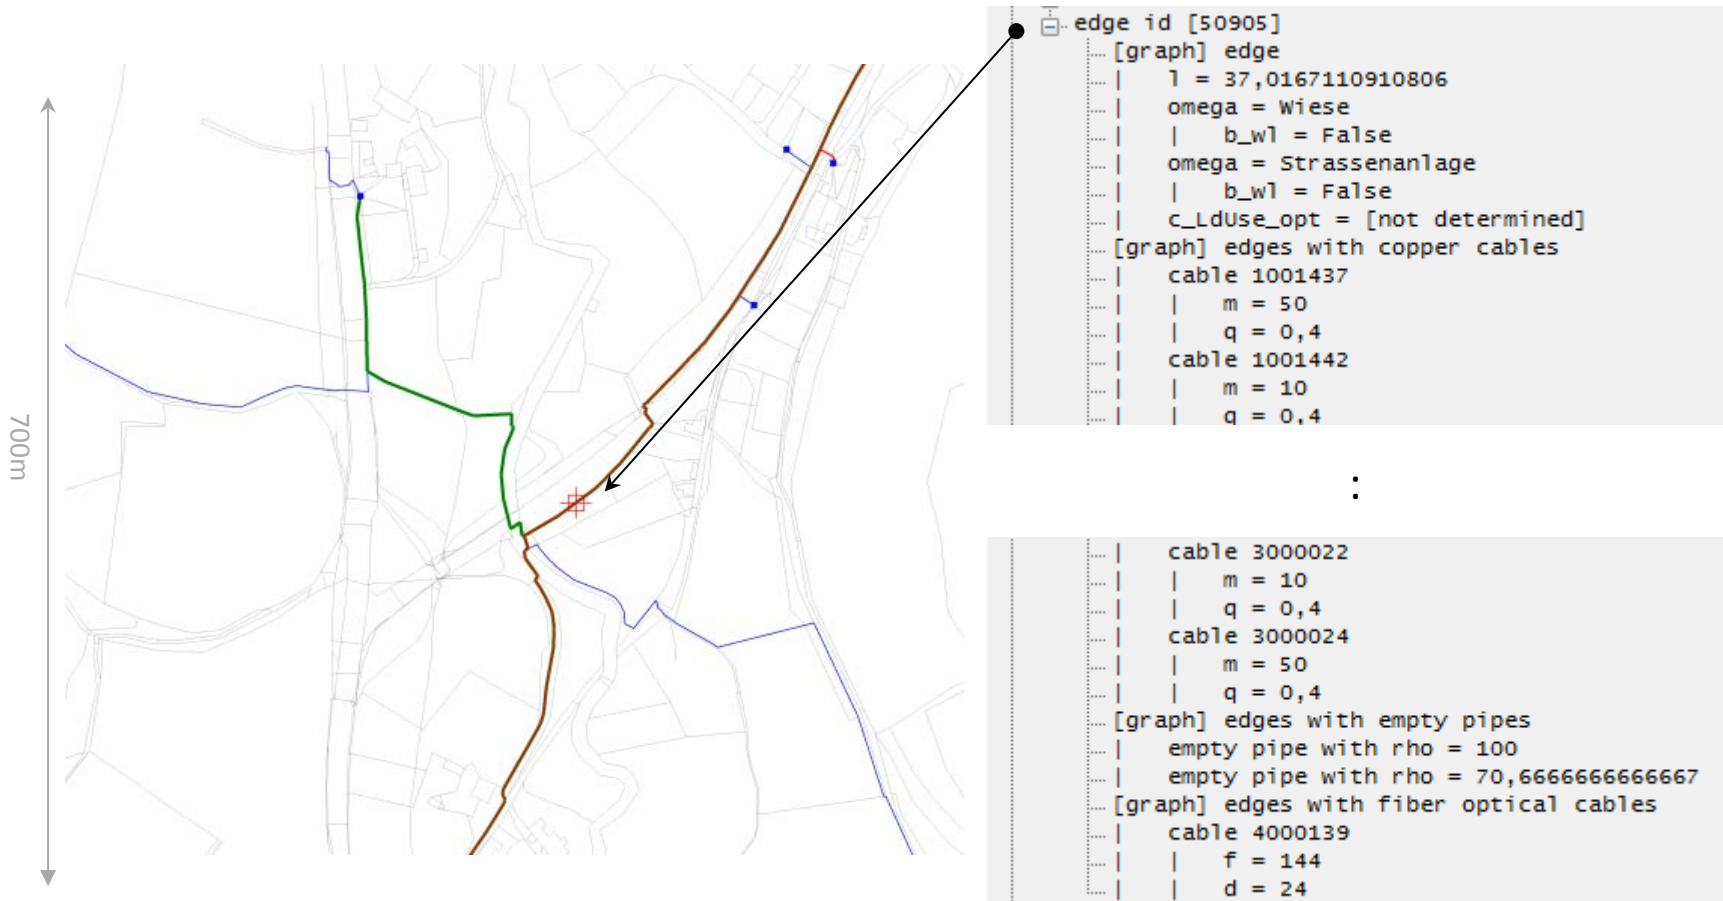 700m
edge id [50905]
[graph] edge
l = 37,0167110910806
omega = Wiese
b_wl = False
omega = Strassenanlage
b_wl = False
c_LdUse_opt = [not determined]
[graph] edges with copper cables
cable 1001437
m = 50
q = 0,4
cable 1001442
m = 10
q = 0,4
:
cable 3000022
m = 10
q = 0,4
cable 3000024
m = 50
q = 0,4
[graph] edges with empty pipes
empty pipe with rho = 100
empty pipe with rho = 70,6666666666667
[graph] edges with fiber optical cables
cable 4000139
f = 144
d = 24